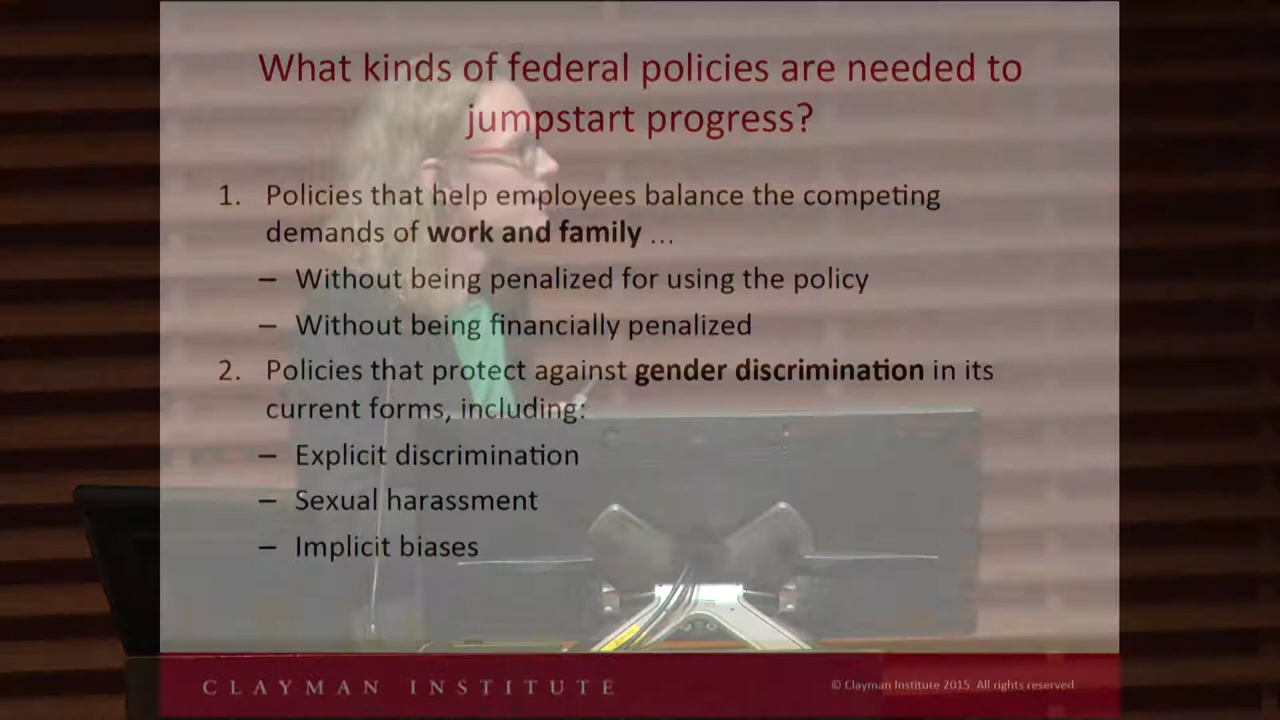 What kinds of federal policies are needed to
jumpstart progress?
1. Policies that help employees balance the competing
demands of work and family ...
– Without being penalized for using the policy
– Without being financially penalized
2. Policies that protect against gender discrimination in its
current forms, including:
– Explicit discrimination
– Sexual harassment
– Implicit biases
CLAYMAN INSTITUTE
© Clayman Institute 2015. All rights reserved